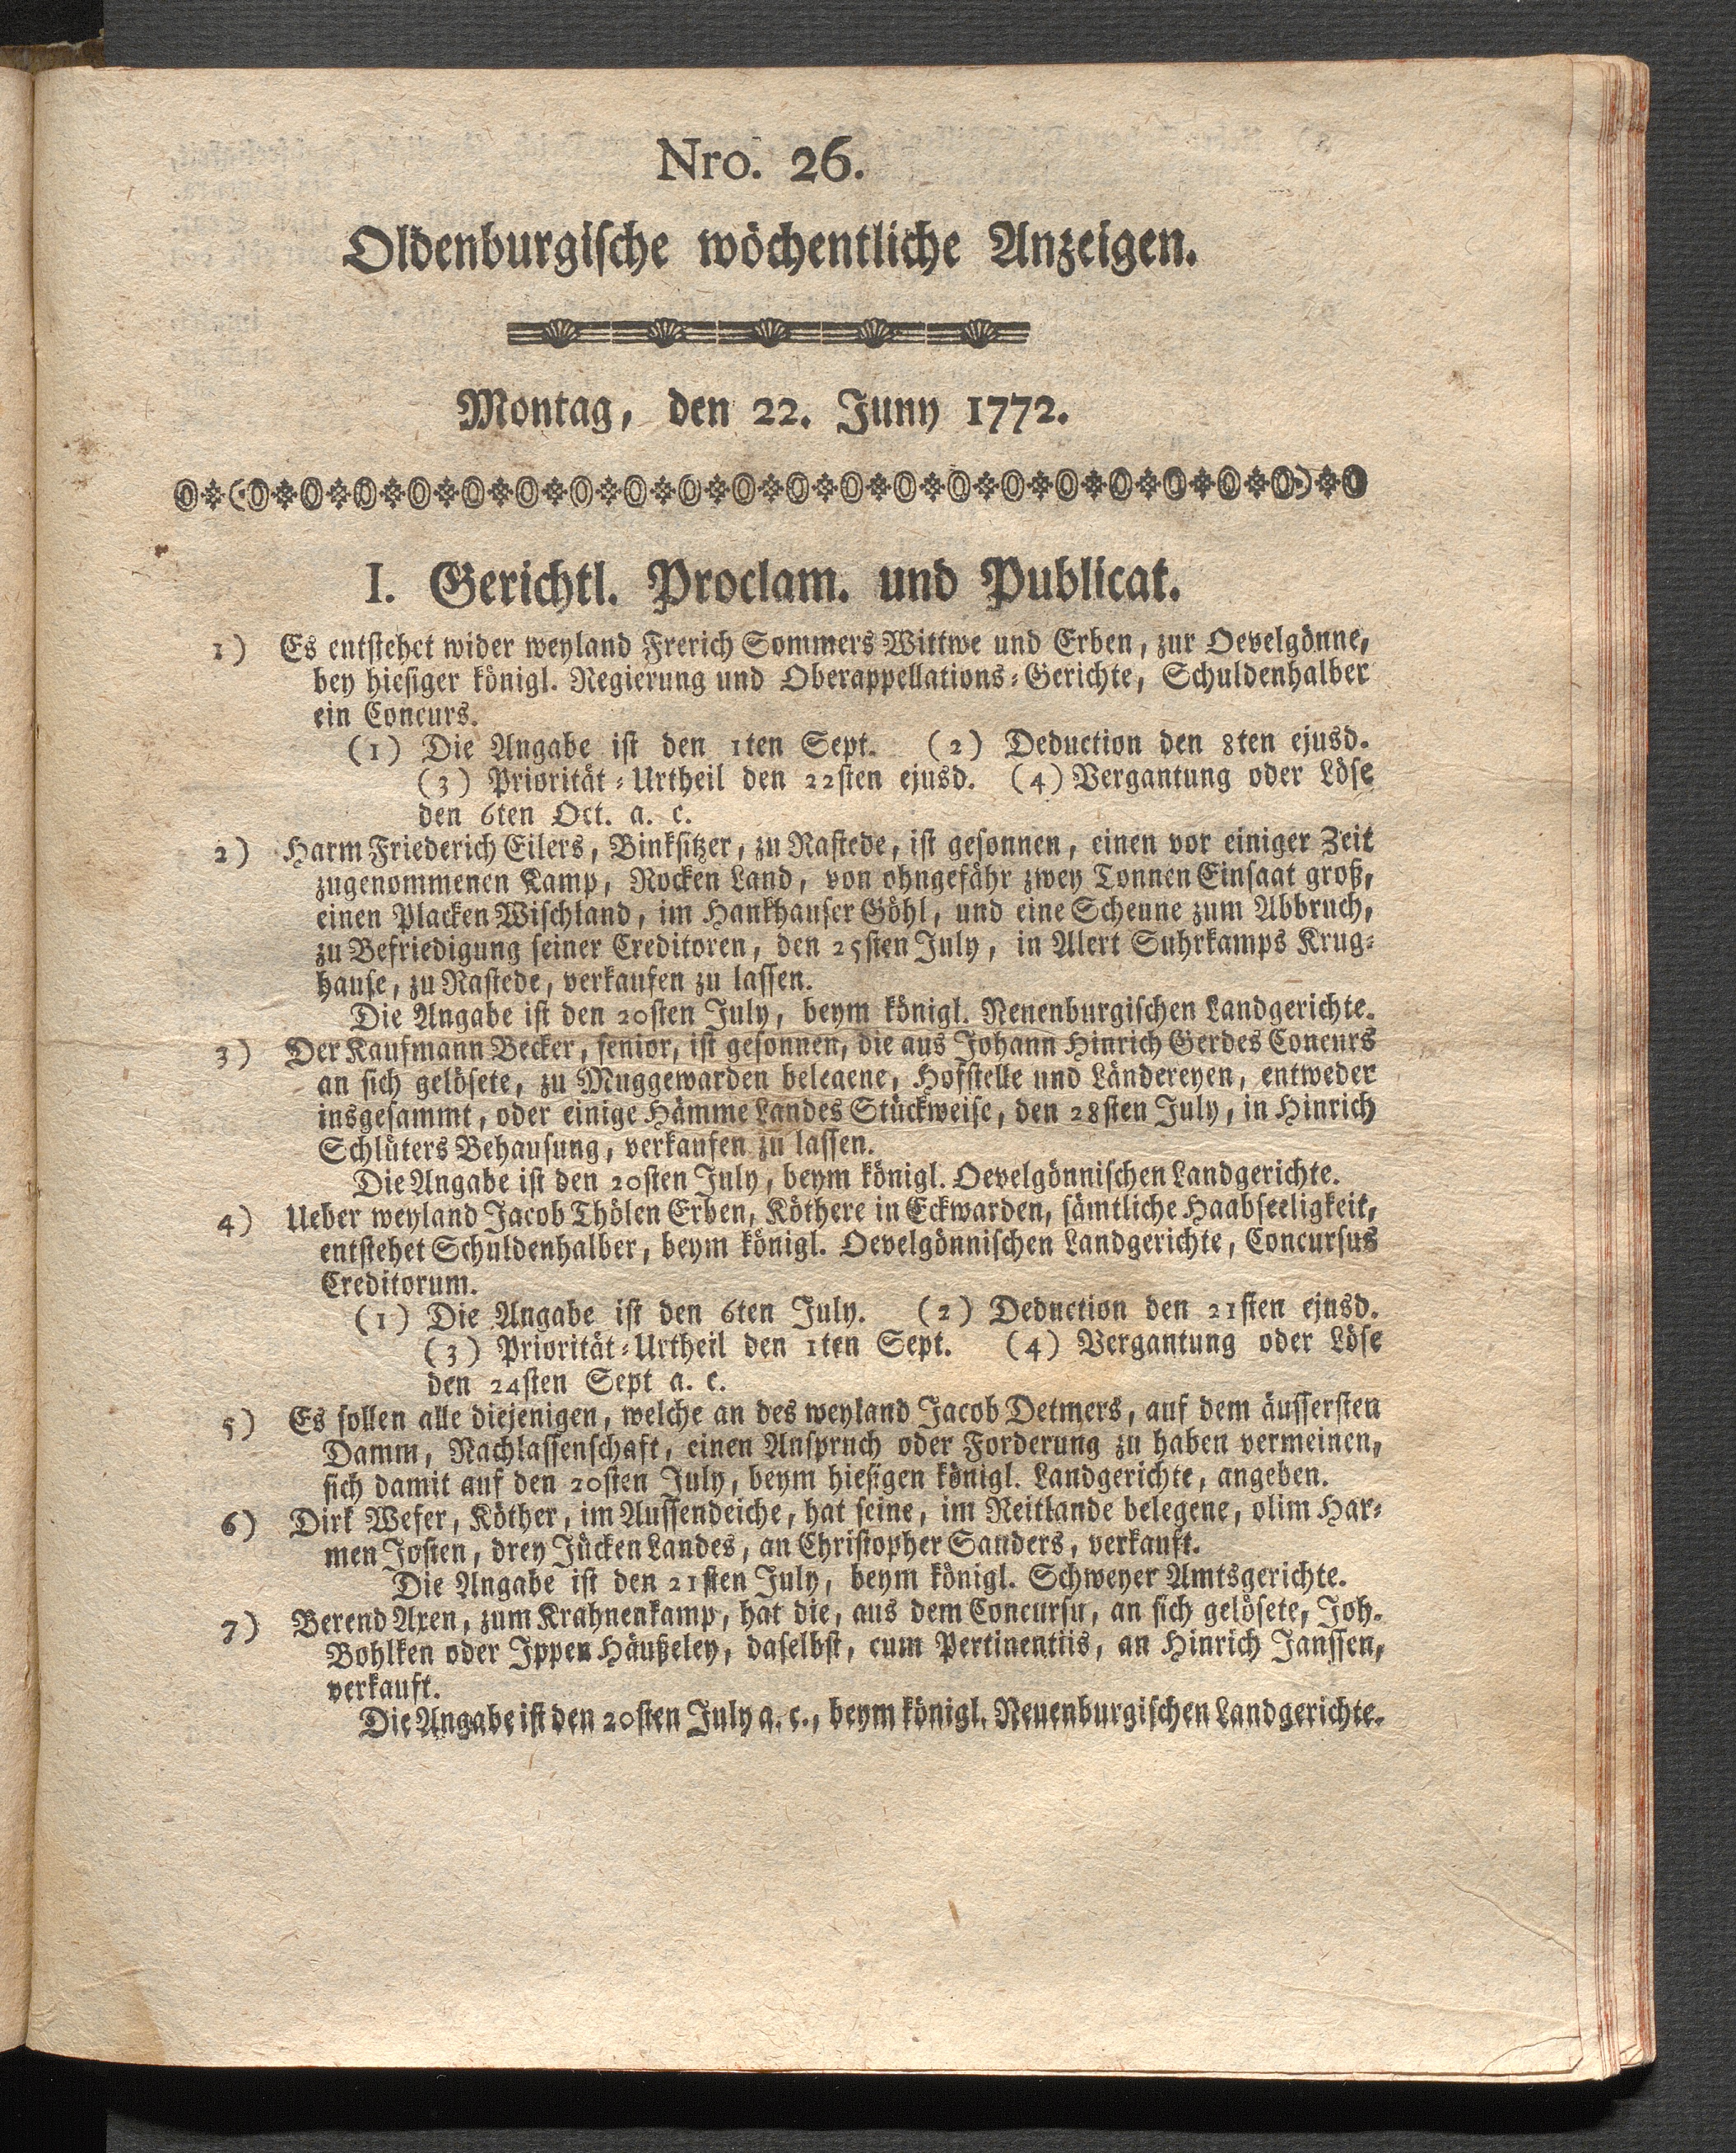 Nro. 26.
Oldenburgische wöchentliche Anzeigen.
Montag, den 22. Juny 1772.
I. Gerichtl. Proclam. und Publicat.
1) Es entstehet wider weyland Frerich Sommers Wittwe und Erben, zur Oevelgönne,
bey hiesiger königl. Regierung und Oberappellations-Gerichte, Schuldenhalber
ein Concurs.
(1) Die Angabe ist den 1ten Sept. (2) Deduction den 8ten ejusd.
(3) Priorität-Urtheil den 22sten ejusd. (4) Vergantung oder Löse
den 6ten Oct. a. c.
2) Harm Friederich Eilers, Binksitzer, zu Rastede, ist gesonnen, einen vor einiger Zeit
zugenommenen Kamp, Rocken Land, von ohngefähr zwey Tonnen Einsaat groß,
einen Placken Wischland, im Hankhauser Göhl, und eine Scheune zum Abbruch,
zu Befriedigung seiner Creditoren, den 25sten July, in Alert Suhrkamps Krug-
hause, zu Rastede, verkaufen zu lassen.
Die Angabe ist den 20sten July, beym königl. Neuenburgischen Landgerichte.
3) Der Kaufmann Becker, senior, ist gesonnen, die aus Johann Hinrich Gerdes Concurs
an sich gelösete, zu Muggewarden belegene, Hofstelle und Ländereyen, entweder
insgesammt, oder einige Hämme Landes Stückweise, den 28sten July, in Hinrich
Schlüters Behausung, verkaufen zu lassen.
Die Angabe ist den 20sten July, beym königl. Oevelgönnischen Landgerichte.
4) Ueber weyland Jacob Thölen Erben, Köthere in Eckwarden, sämtliche Haabseeligkeit,
entstehet Schuldenhalber, beym königl. Oevelgönnischen Landgerichte, Concursus
Creditorum.
(1) Die Angabe ist den 6ten July. (2) Deduction den 21sten ejusd.
(3) Priorität-Urtheil den 1ten Sept. (4) Vergantung oder Löse
den 24sten Sept a. c.
5) Es sollen alle diejenigen, welche an des weyland Jacob Detmers, auf dem äussersten
Damm, Nachlassenschaft, einen Anspruch oder Forderung zu haben vermeinen,
sich damit auf den 20sten July, beym hiesigen königl. Landgerichte, angeben.
6) Dirk Wefer, Köther, im Aussendeiche, hat seine, im Reitlande belegene, olim Har-
men Josten, drey Jücken Landes, an Christopher Sanders, verkauft.
Die Angabe ist den 21sten July, beym königl. Schweyer Amtsgerichte.
7) Berend Axen, zum Krahnenkamp, hat die, aus dem Concursu, an sich gelösete, Joh.
Bohlken oder Ippen Häußeley, daselbst, cum Pertinentiis, an Hinrich Janssen,
verkauft.
Die Angabe ist den 20sten July a. c., beym königl. Neuenburgischen Landgerichte.